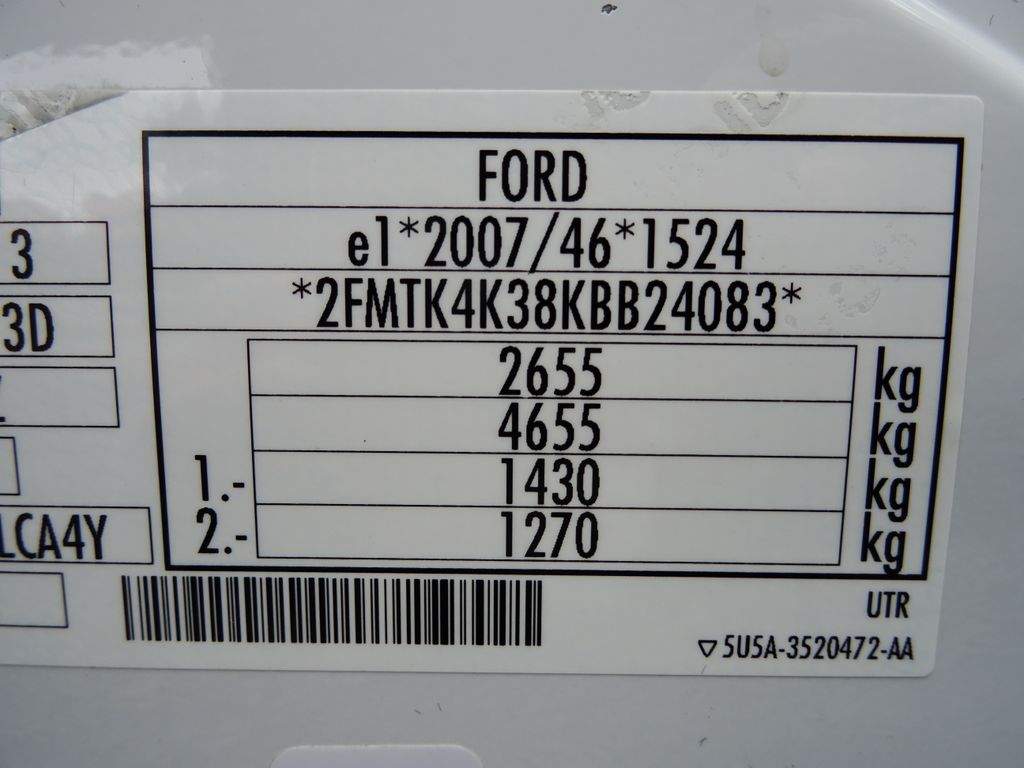 FORD
e1*2007/46*1524
*2FMTK4K38KBB24083*
2655 kg
4655 kg
1.- 1430 kg
2.- 1270 kg
3
3D
LCA4Y
UTR
5U5A-3520472-AA